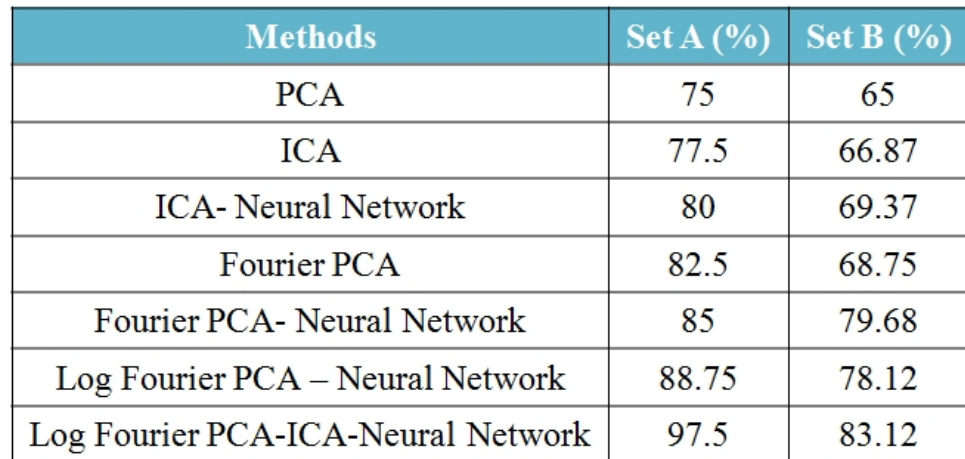 Methods Set A (%) Set B (%)
PCA 75 65
ICA 77.5 66.87
ICA- Neural Network 80 69.37
Fourier PCA 82.5 68.75
Fourier PCA- Neural Network 85 79.68
Log Fourier PCA – Neural Network 88.75 78.12
Log Fourier PCA-ICA-Neural Network 97.5 83.12